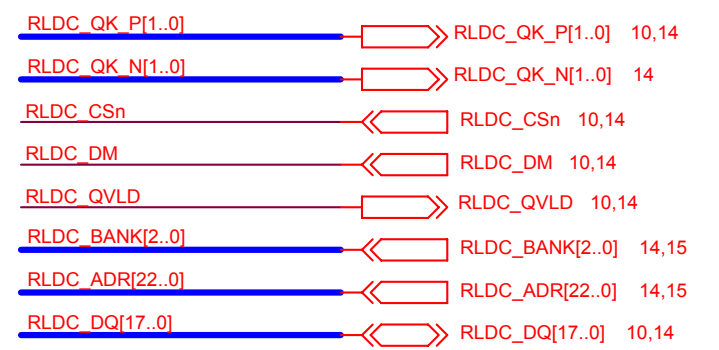 RLDC_QK_P[1..0] RLDC_QK_P[1..0] 10,14
RLDC_QK_N[1..0] RLDC_QK_N[1..0] 14
RLDC_CSn RLDC_CSn 10,14
RLDC_DM RLDC_DM 10,14
RLDC_QVLD RLDC_QVLD 10,14
RLDC_BANK[2..0] RLDC_BANK[2..0] 14,15
RLDC_ADR[22..0] RLDC_ADR[22..0] 14,15
RLDC_DQ[17..0] RLDC_DQ[17..0] 10,14